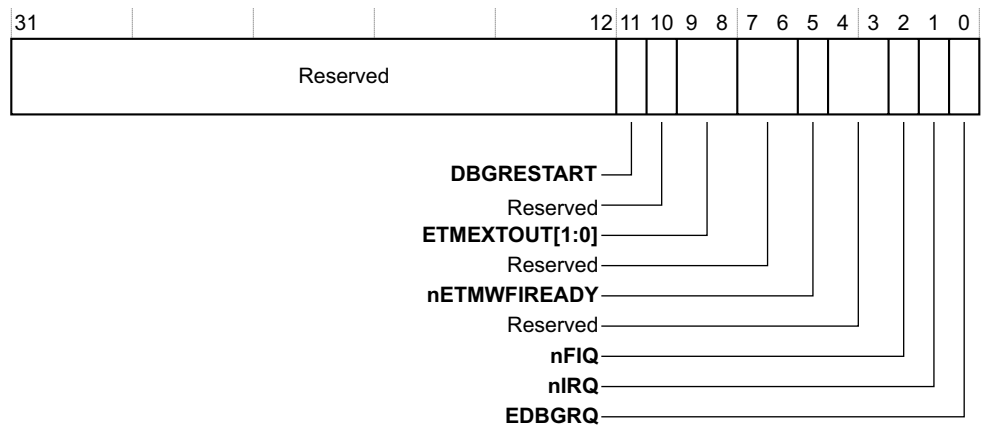 31 12 11 10 9 8 7 6 5 4 3 2 1 0
Reserved
DBGRESTART
Reserved
ETMEXTOUT[1:0]
Reserved
nETMWFIREADY
Reserved
nFIQ
nIRQ
EDBGRQ